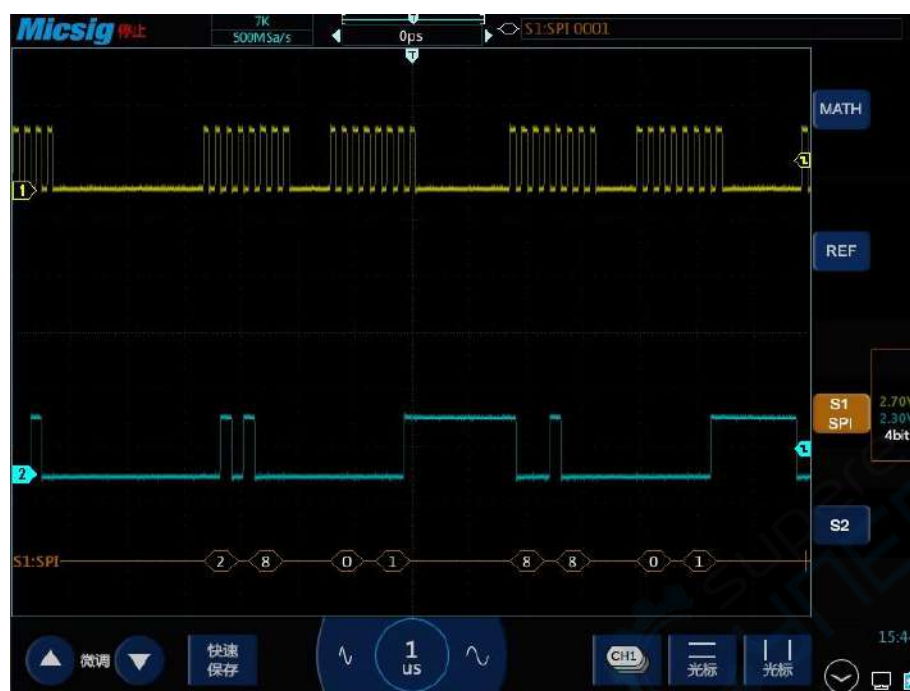 Micsig 停止
7K
500MSa/s
T
0ps
S1:SPI 0001
T
MATH
1
REF
S1
SPI
2.70V
2.30V
4bit
2
S2
S1:SPI
2 8 0 1 8 8 0 1
微调
快速
保存
1
us
CH1
光标
光标
15:4